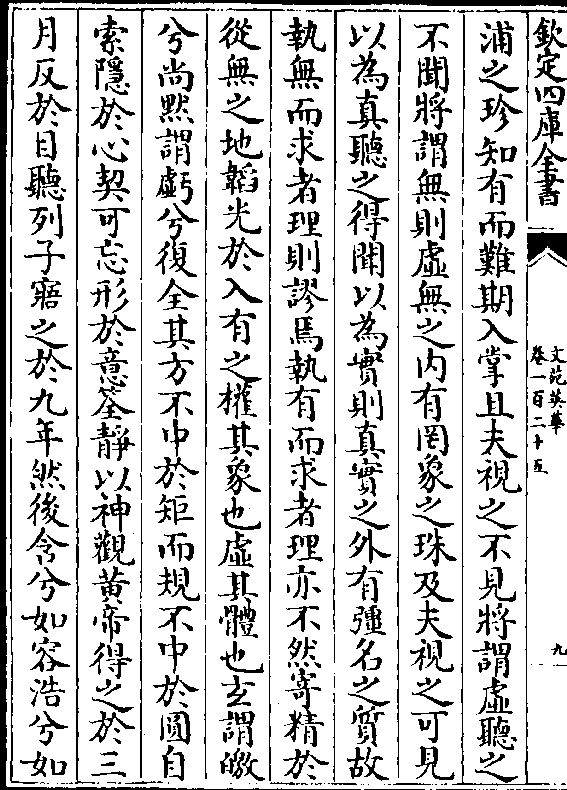 欽定四庫全書
文苑英華
卷一百二十五
九
浦之珍知有而難期入掌且夫視之不見將謂虛聽之
不聞將謂無則虛無之內有罔象之珠及夫視之可見
以為真聽之得聞以為實則真實之外有彊名之質故
執無而求者理則謬焉執有而求者理亦不然寄精於
從無之地韜光於入有之權其象也虛其體也玄謂皦
兮尚黙謂虧兮復全其方不中於矩而規不中於圓自
索隱於心契可忘形於意筌靜以神觀黄帝得之於三
月反於目聽列子寤之於九年然後含兮如容浩兮如